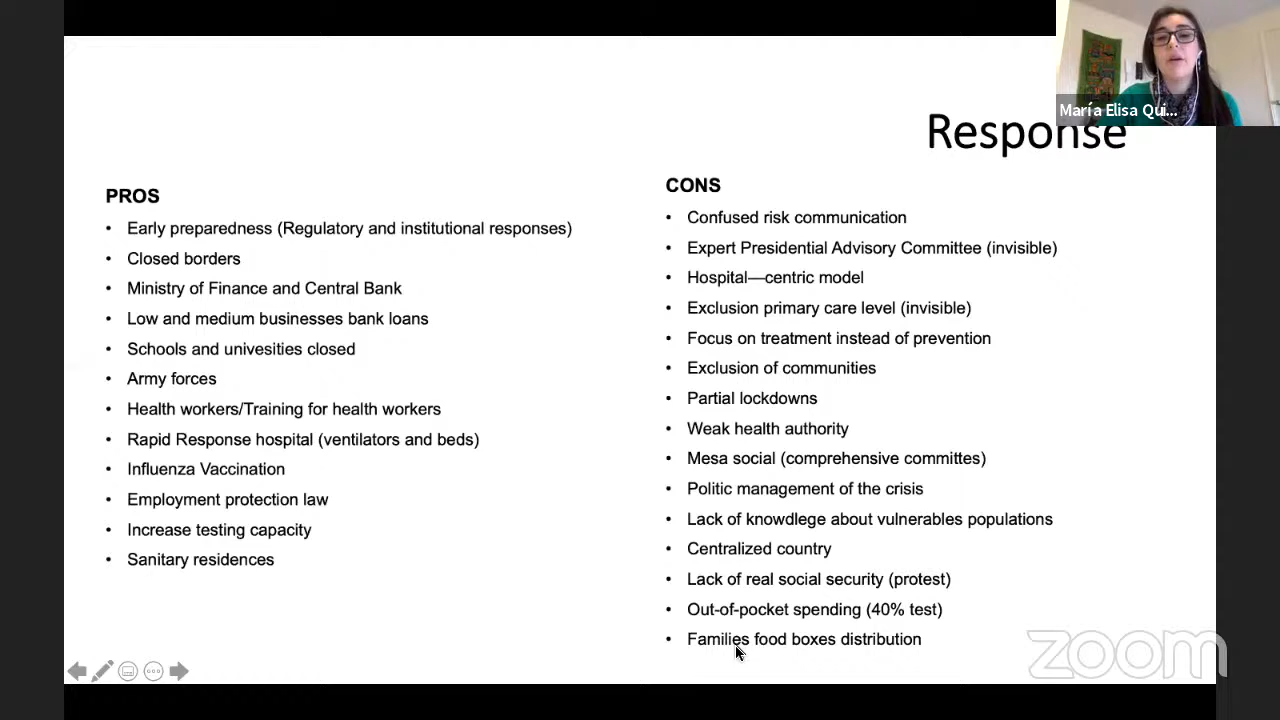 María Elisa Qui...
Response
PROS
• Early preparedness (Regulatory and institutional responses)
• Closed borders
• Ministry of Finance and Central Bank
• Low and medium businesses bank loans
• Schools and univesities closed
• Army forces
• Health workers/Training for health workers
• Rapid Response hospital (ventilators and beds)
• Influenza Vaccination
• Employment protection law
• Increase testing capacity
• Sanitary residences
CONS
• Confused risk communication
• Expert Presidential Advisory Committee (invisible)
• Hospital—centric model
• Exclusion primary care level (invisible)
• Focus on treatment instead of prevention
• Exclusion of communities
• Partial lockdowns
• Weak health authority
• Mesa social (comprehensive committes)
• Politic management of the crisis
• Lack of knowdlege about vulnerables populations
• Centralized country
• Lack of real social security (protest)
• Out-of-pocket spending (40% test)
• Families food boxes distribution
zoom